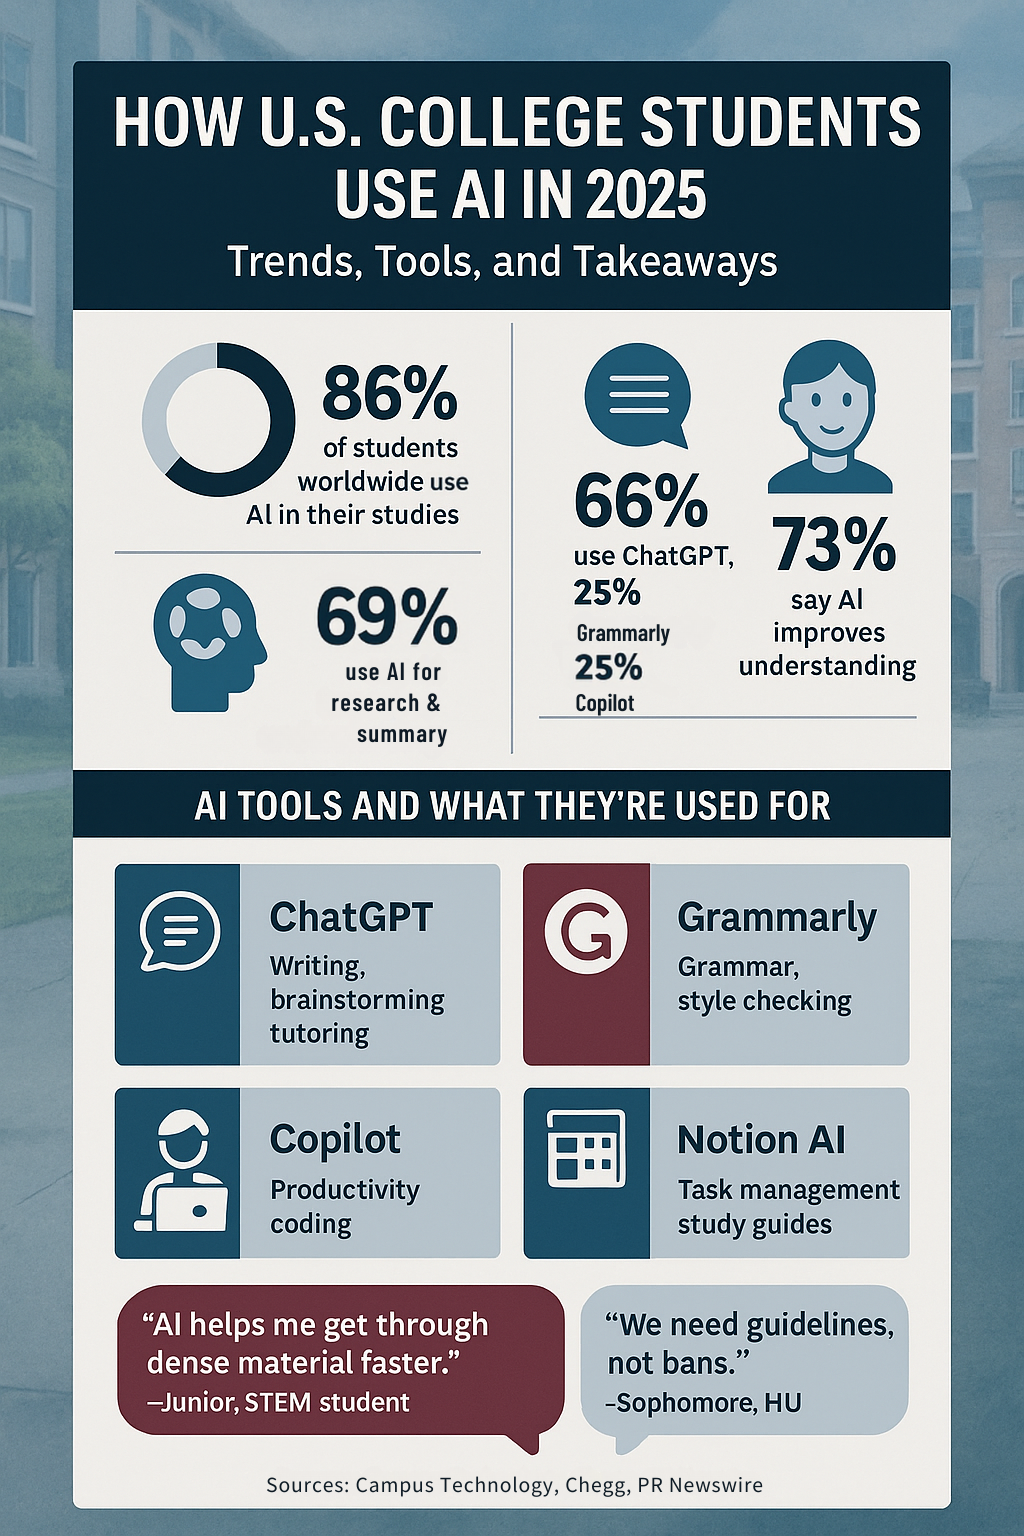 HOW U.S. COLLEGE STUDENTS
USE AI IN 2025
Trends, Tools, and Takeaways
86%
of students
worldwide use
AI in their studies
69%
use AI for
research &
summary
66%
use ChatGPT,
25%
Grammarly
25%
Copilot
73%
say AI
improves
understanding
AI TOOLS AND WHAT THEY’RE USED FOR
ChatGPT
Writing,
brainstorming
tutoring
G
Grammarly
Grammar,
style checking
Copilot
Productivity
coding
Notion AI
Task management
study guides
“AI helps me get through
dense material faster.”
–Junior, STEM student
“We need guidelines,
not bans.”
–Sophomore, HU
Sources: Campus Technology, Chegg, PR Newswire